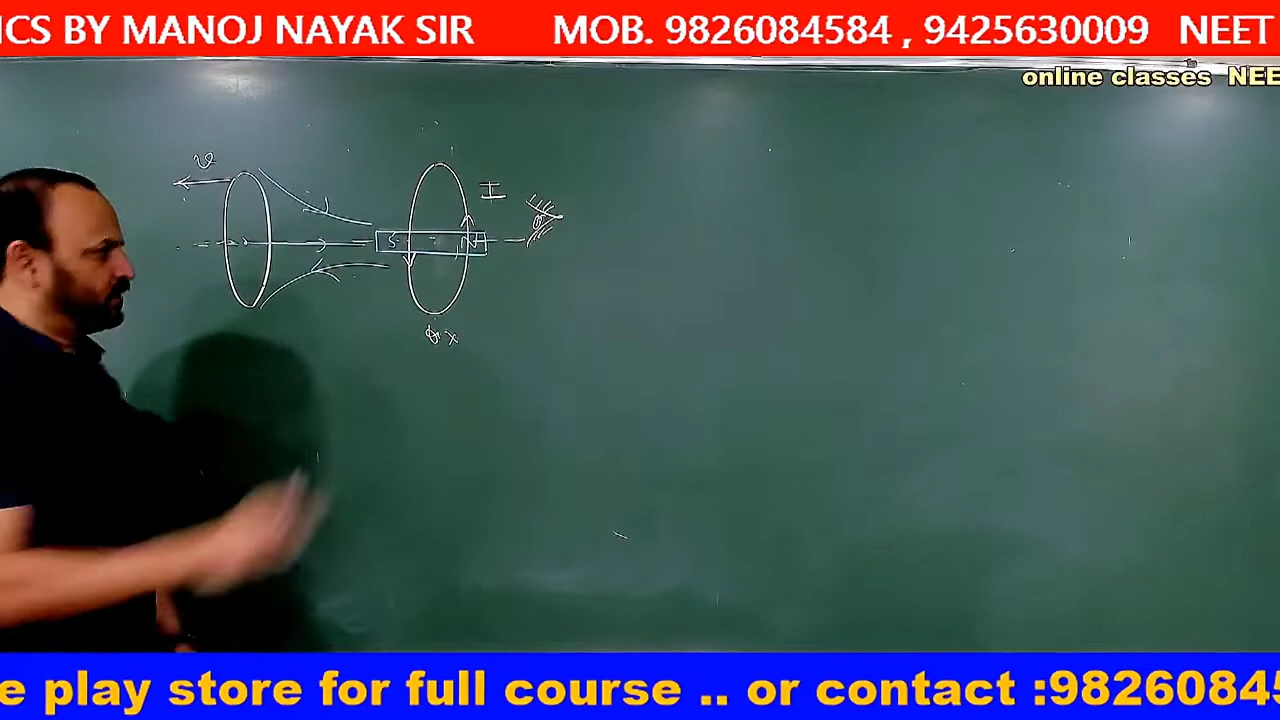 ICS BY MANOJ NAYAK SIR MOB. 9826084584 , 9425630009 NEET
online classes NEE
v
I
S N
e play store for full course .. or contact :98260845